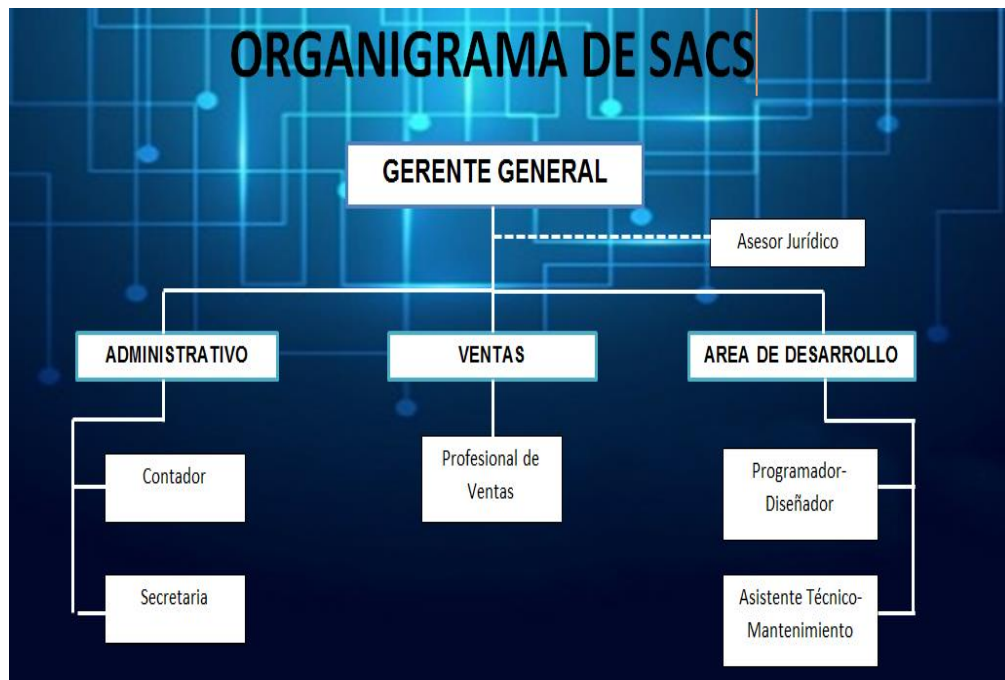 ORGANIGRAMA DE SACS
GERENTE GENERAL
Asesor Jurídico
ADMINISTRATIVO
VENTAS
AREA DE DESARROLLO
Contador
Profesional de
Ventas
Programador-
Diseñador
Secretaria
Asistente Técnico-
Mantenimiento